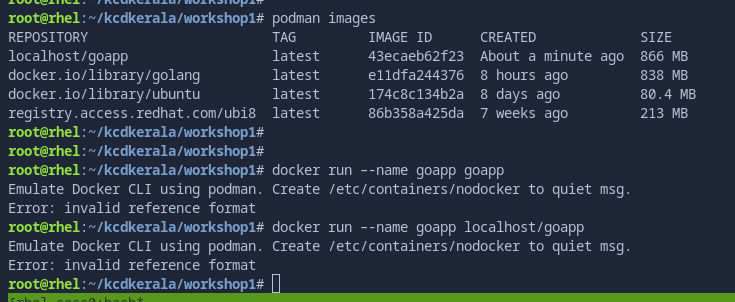 root@rhel:~/kcdkerala/workshop1#
root@rhel:~/kcdkerala/workshop1# podman images
REPOSITORY TAG IMAGE ID CREATED SIZE
localhost/goapp latest 43ecaeb62f23 About a minute ago 866 MB
docker.io/library/golang latest e11dfa244376 8 hours ago 838 MB
docker.io/library/ubuntu latest 174c8c134b2a 8 days ago 80.4 MB
registry.access.redhat.com/ubi8 latest 86b358a425da 7 weeks ago 213 MB
root@rhel:~/kcdkerala/workshop1#
root@rhel:~/kcdkerala/workshop1#
root@rhel:~/kcdkerala/workshop1# docker run --name goapp goapp
Emulate Docker CLI using podman. Create /etc/containers/nodocker to quiet msg.
Error: invalid reference format
root@rhel:~/kcdkerala/workshop1# docker run --name goapp localhost/goapp
Emulate Docker CLI using podman. Create /etc/containers/nodocker to quiet msg.
Error: invalid reference format
root@rhel:~/kcdkerala/workshop1#